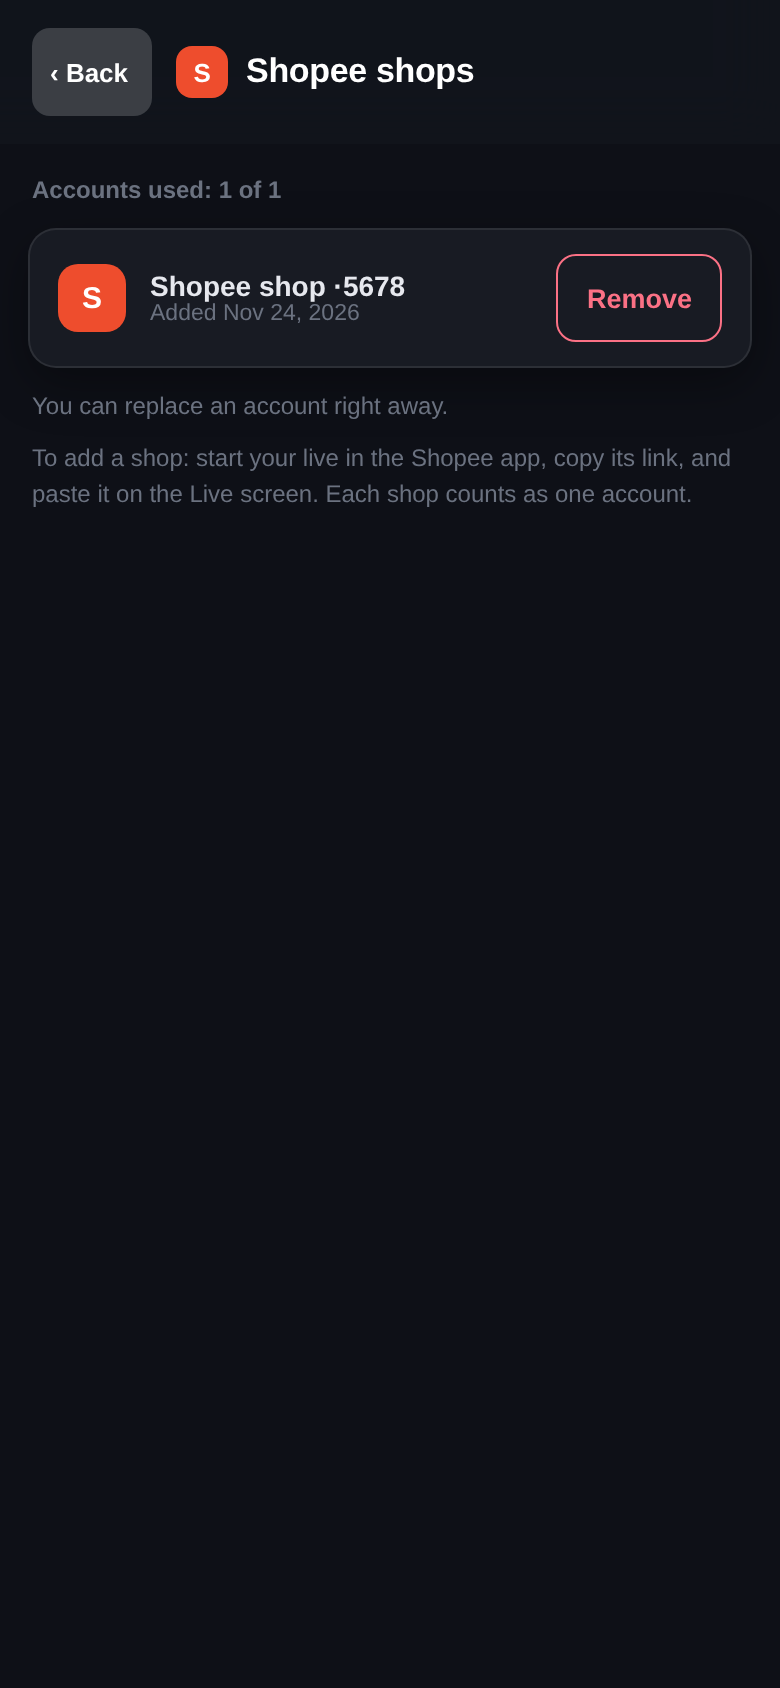 ‹ Back
S
Shopee shops
Accounts used: 1 of 1
S
Shopee shop ·5678
Added Nov 24, 2026
Remove
You can replace an account right away.
To add a shop: start your live in the Shopee app, copy its link, and
paste it on the Live screen. Each shop counts as one account.